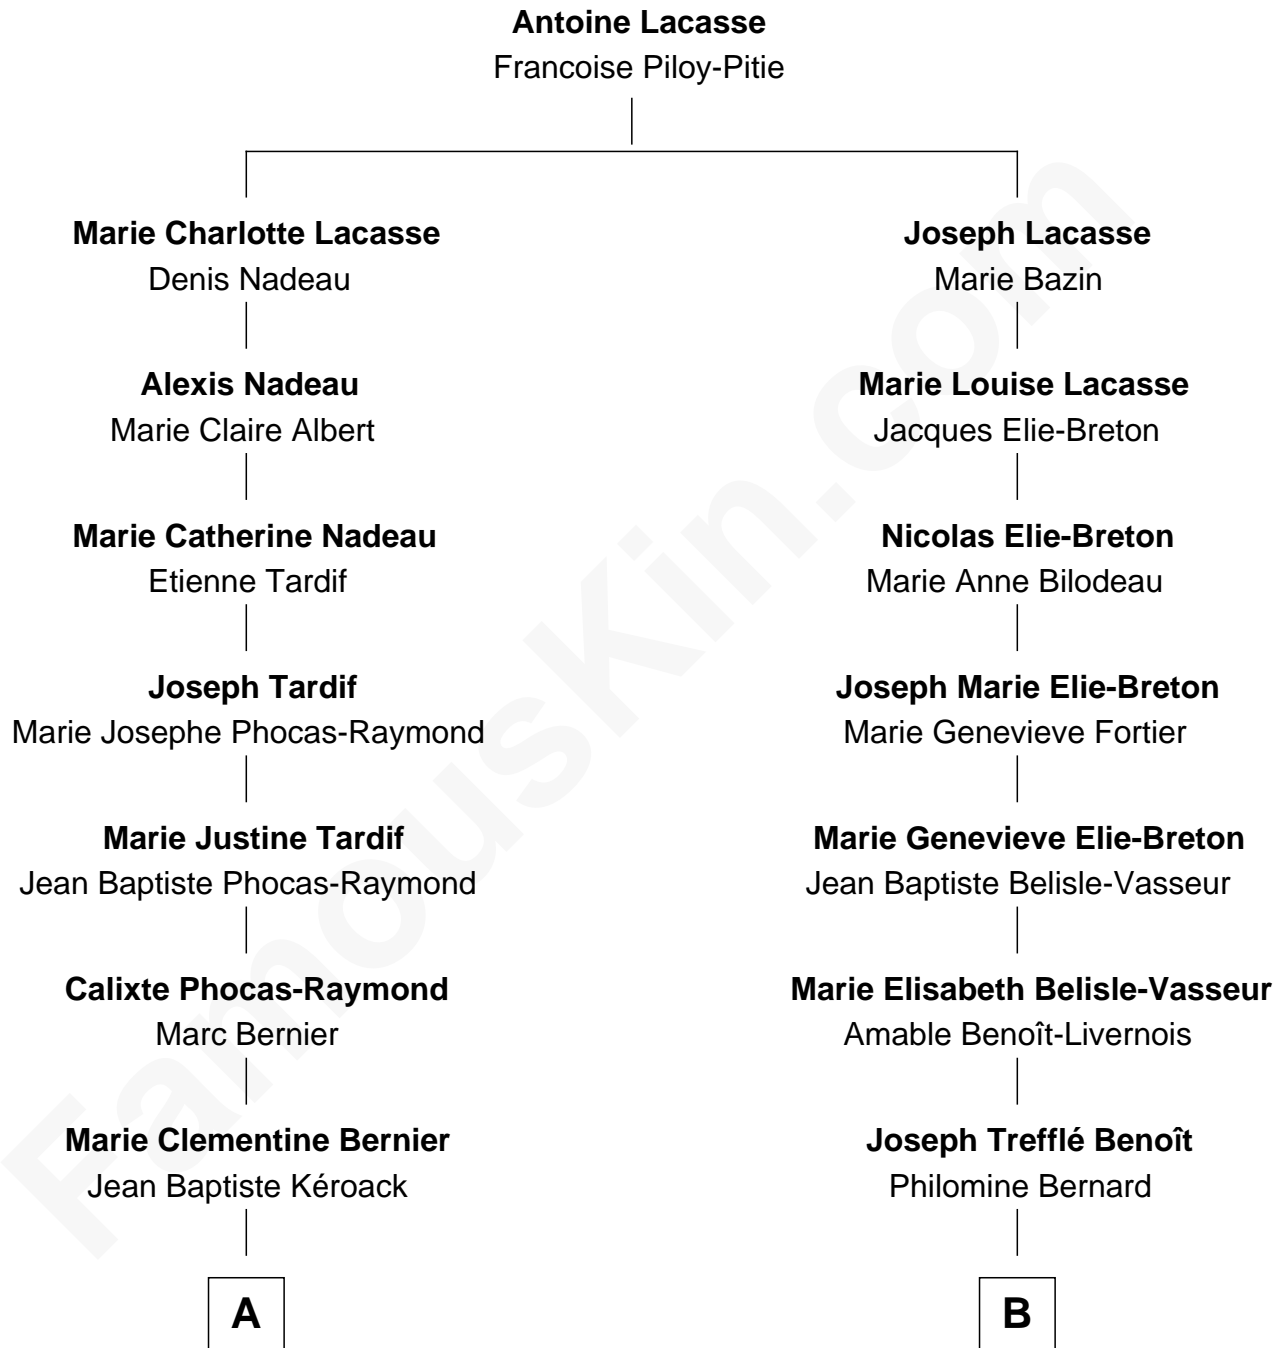 Antoine Lacasse
Francoise Piloy-Pitie
Marie Charlotte Lacasse
Denis Nadeau
Alexis Nadeau
Marie Claire Albert
Marie Catherine Nadeau
Etienne Tardif
Joseph Tardif
Marie Josephe Phocas-Raymond
Marie Justine Tardif
Jean Baptiste Phocas-Raymond
Calixte Phocas-Raymond
Marc Bernier
Marie Clementine Bernier
Jean Baptiste Kéroack
A
Joseph Lacasse
Marie Bazin
Marie Louise Lacasse
Jacques Elie-Breton
Nicolas Elie-Breton
Marie Anne Bilodeau
Joseph Marie Elie-Breton
Marie Genevieve Fortier
Marie Genevieve Elie-Breton
Jean Baptiste Belisle-Vasseur
Marie Elisabeth Belisle-Vasseur
Amable Benoît-Livernois
Joseph Trefflé Benoît
Philomine Bernard
B
FamousKin.com